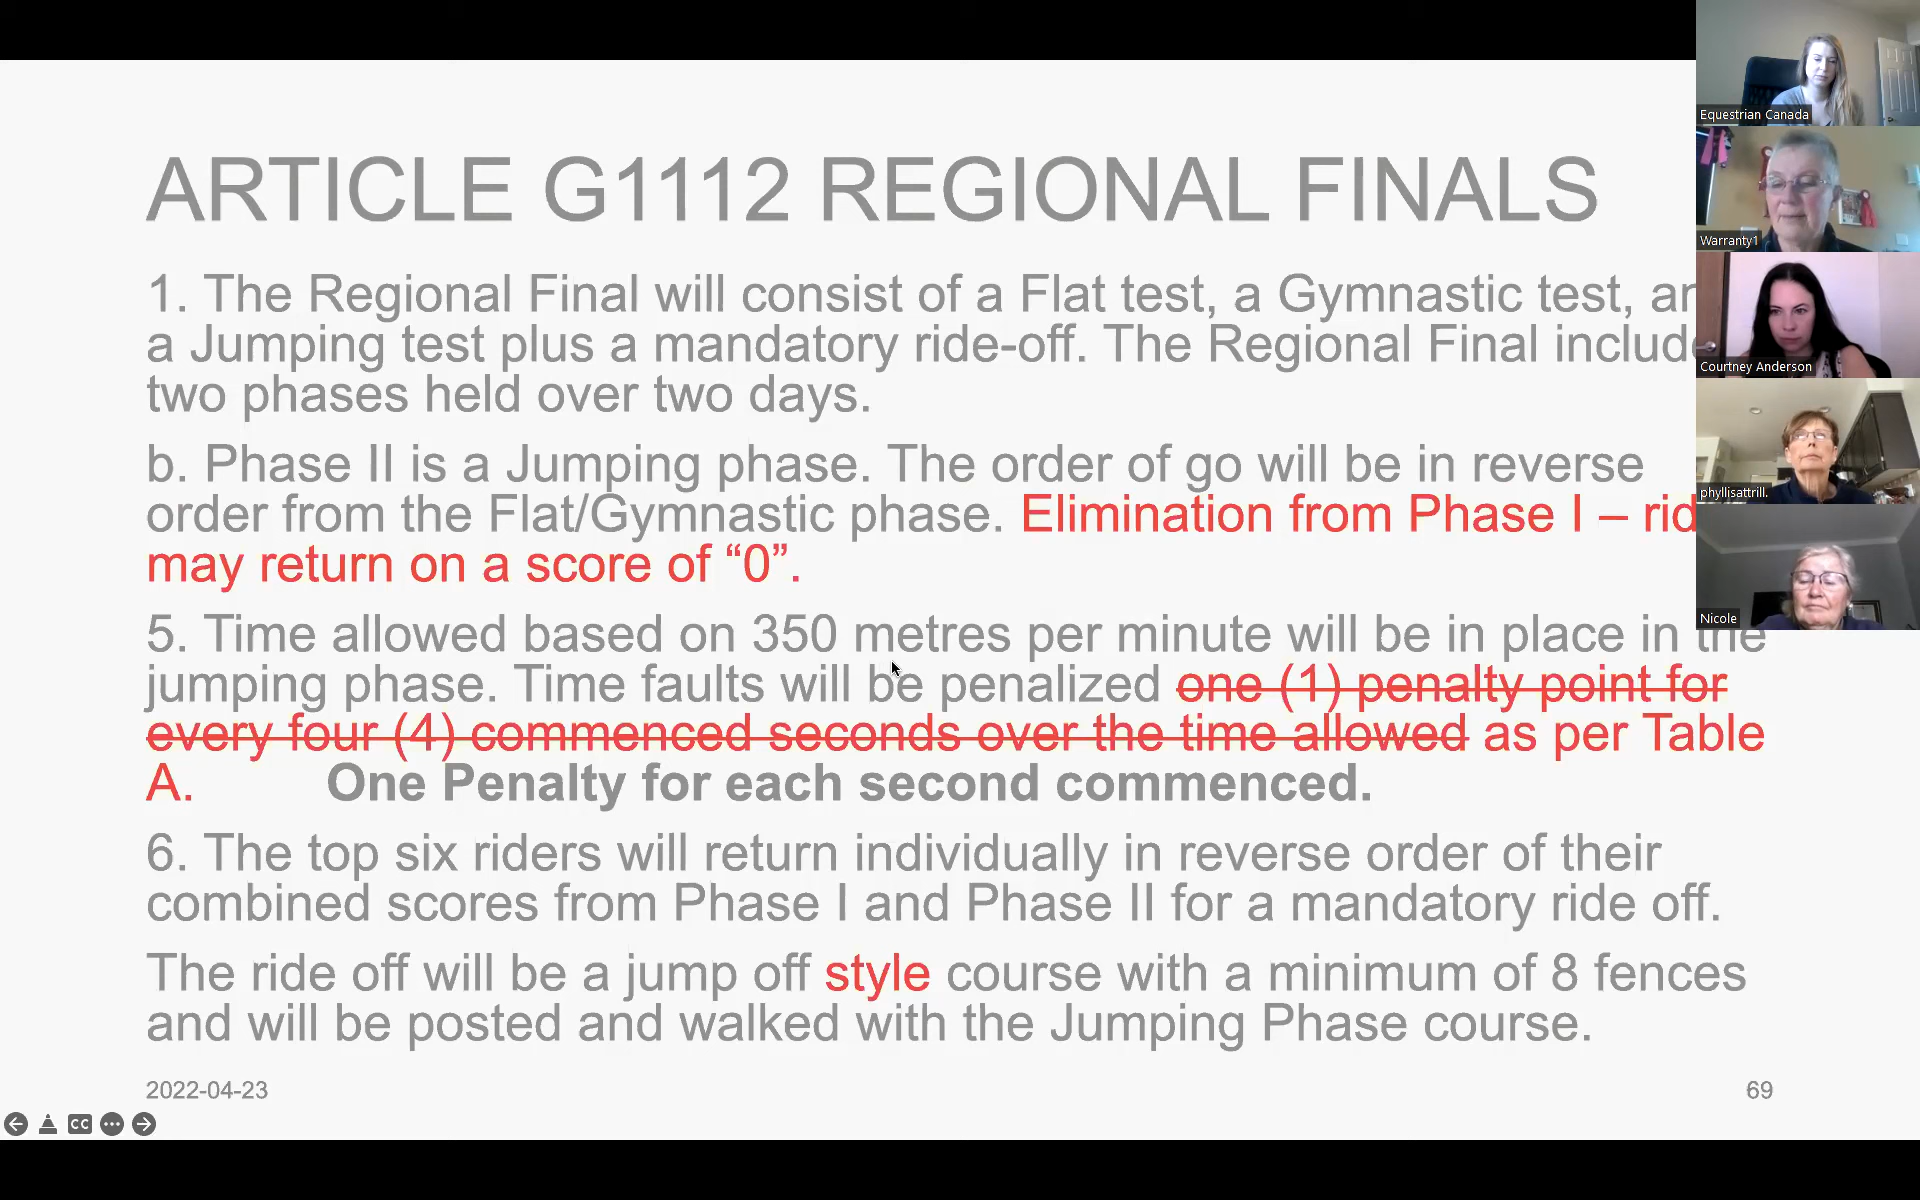 ARTICLE G1112 REGIONAL FINALS
1. The Regional Final will consist of a Flat test, a Gymnastic test,
a Jumping test plus a mandatory ride-off. The Regional Final
two phases held over two days.
b. Phase II is a Jumping phase. The order of go will be in reverse
order from the Flat/Gymnastic phase. Elimination from Phase I –
may return on a score of “0”.
5. Time allowed based on 350 metres per minute will be in place in the
jumping phase. Time faults will be penalized one (1) penalty point for
every four (4) commenced seconds over the time allowed as per Table
A. One Penalty for each second commenced.
6. The top six riders will return individually in reverse order of their
combined scores from Phase I and Phase II for a mandatory ride off.
The ride off will be a jump off style course with a minimum of 8 fences
and will be posted and walked with the Jumping Phase course.
2022-04-23
69
CC
Equestrian Canada
Warranty1
Courtney Anderson
phyllisattrill.
Nicole